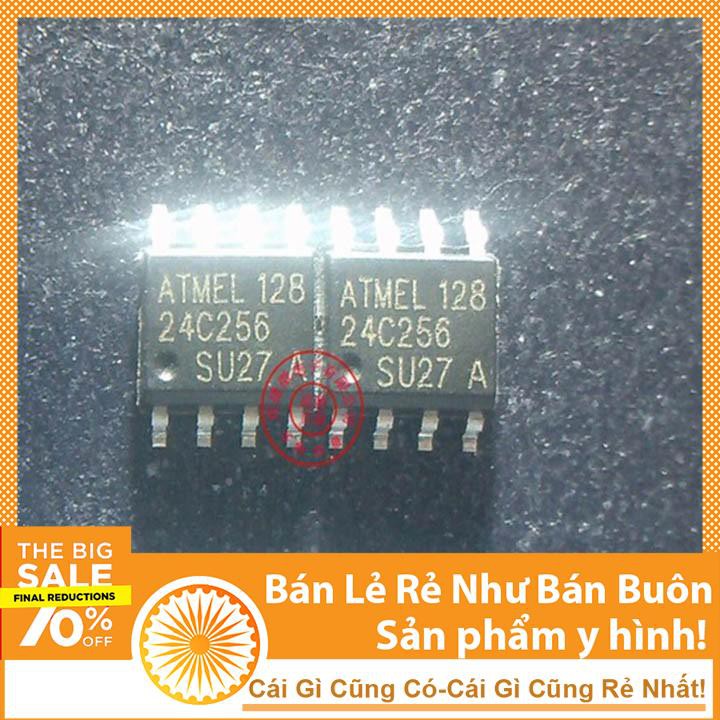 ATMEL 128
24C256
SU27 A
ATMEL 128
24C256
SU27 A
THE BIG
SALE
FINAL REDUCTIONS
70% OFF
Bán Lẻ Rẻ Như Bán Buôn
Sản phẩm y hình!
Cái Gì Cũng Có-Cái Gì Cũng Rẻ Nhất!